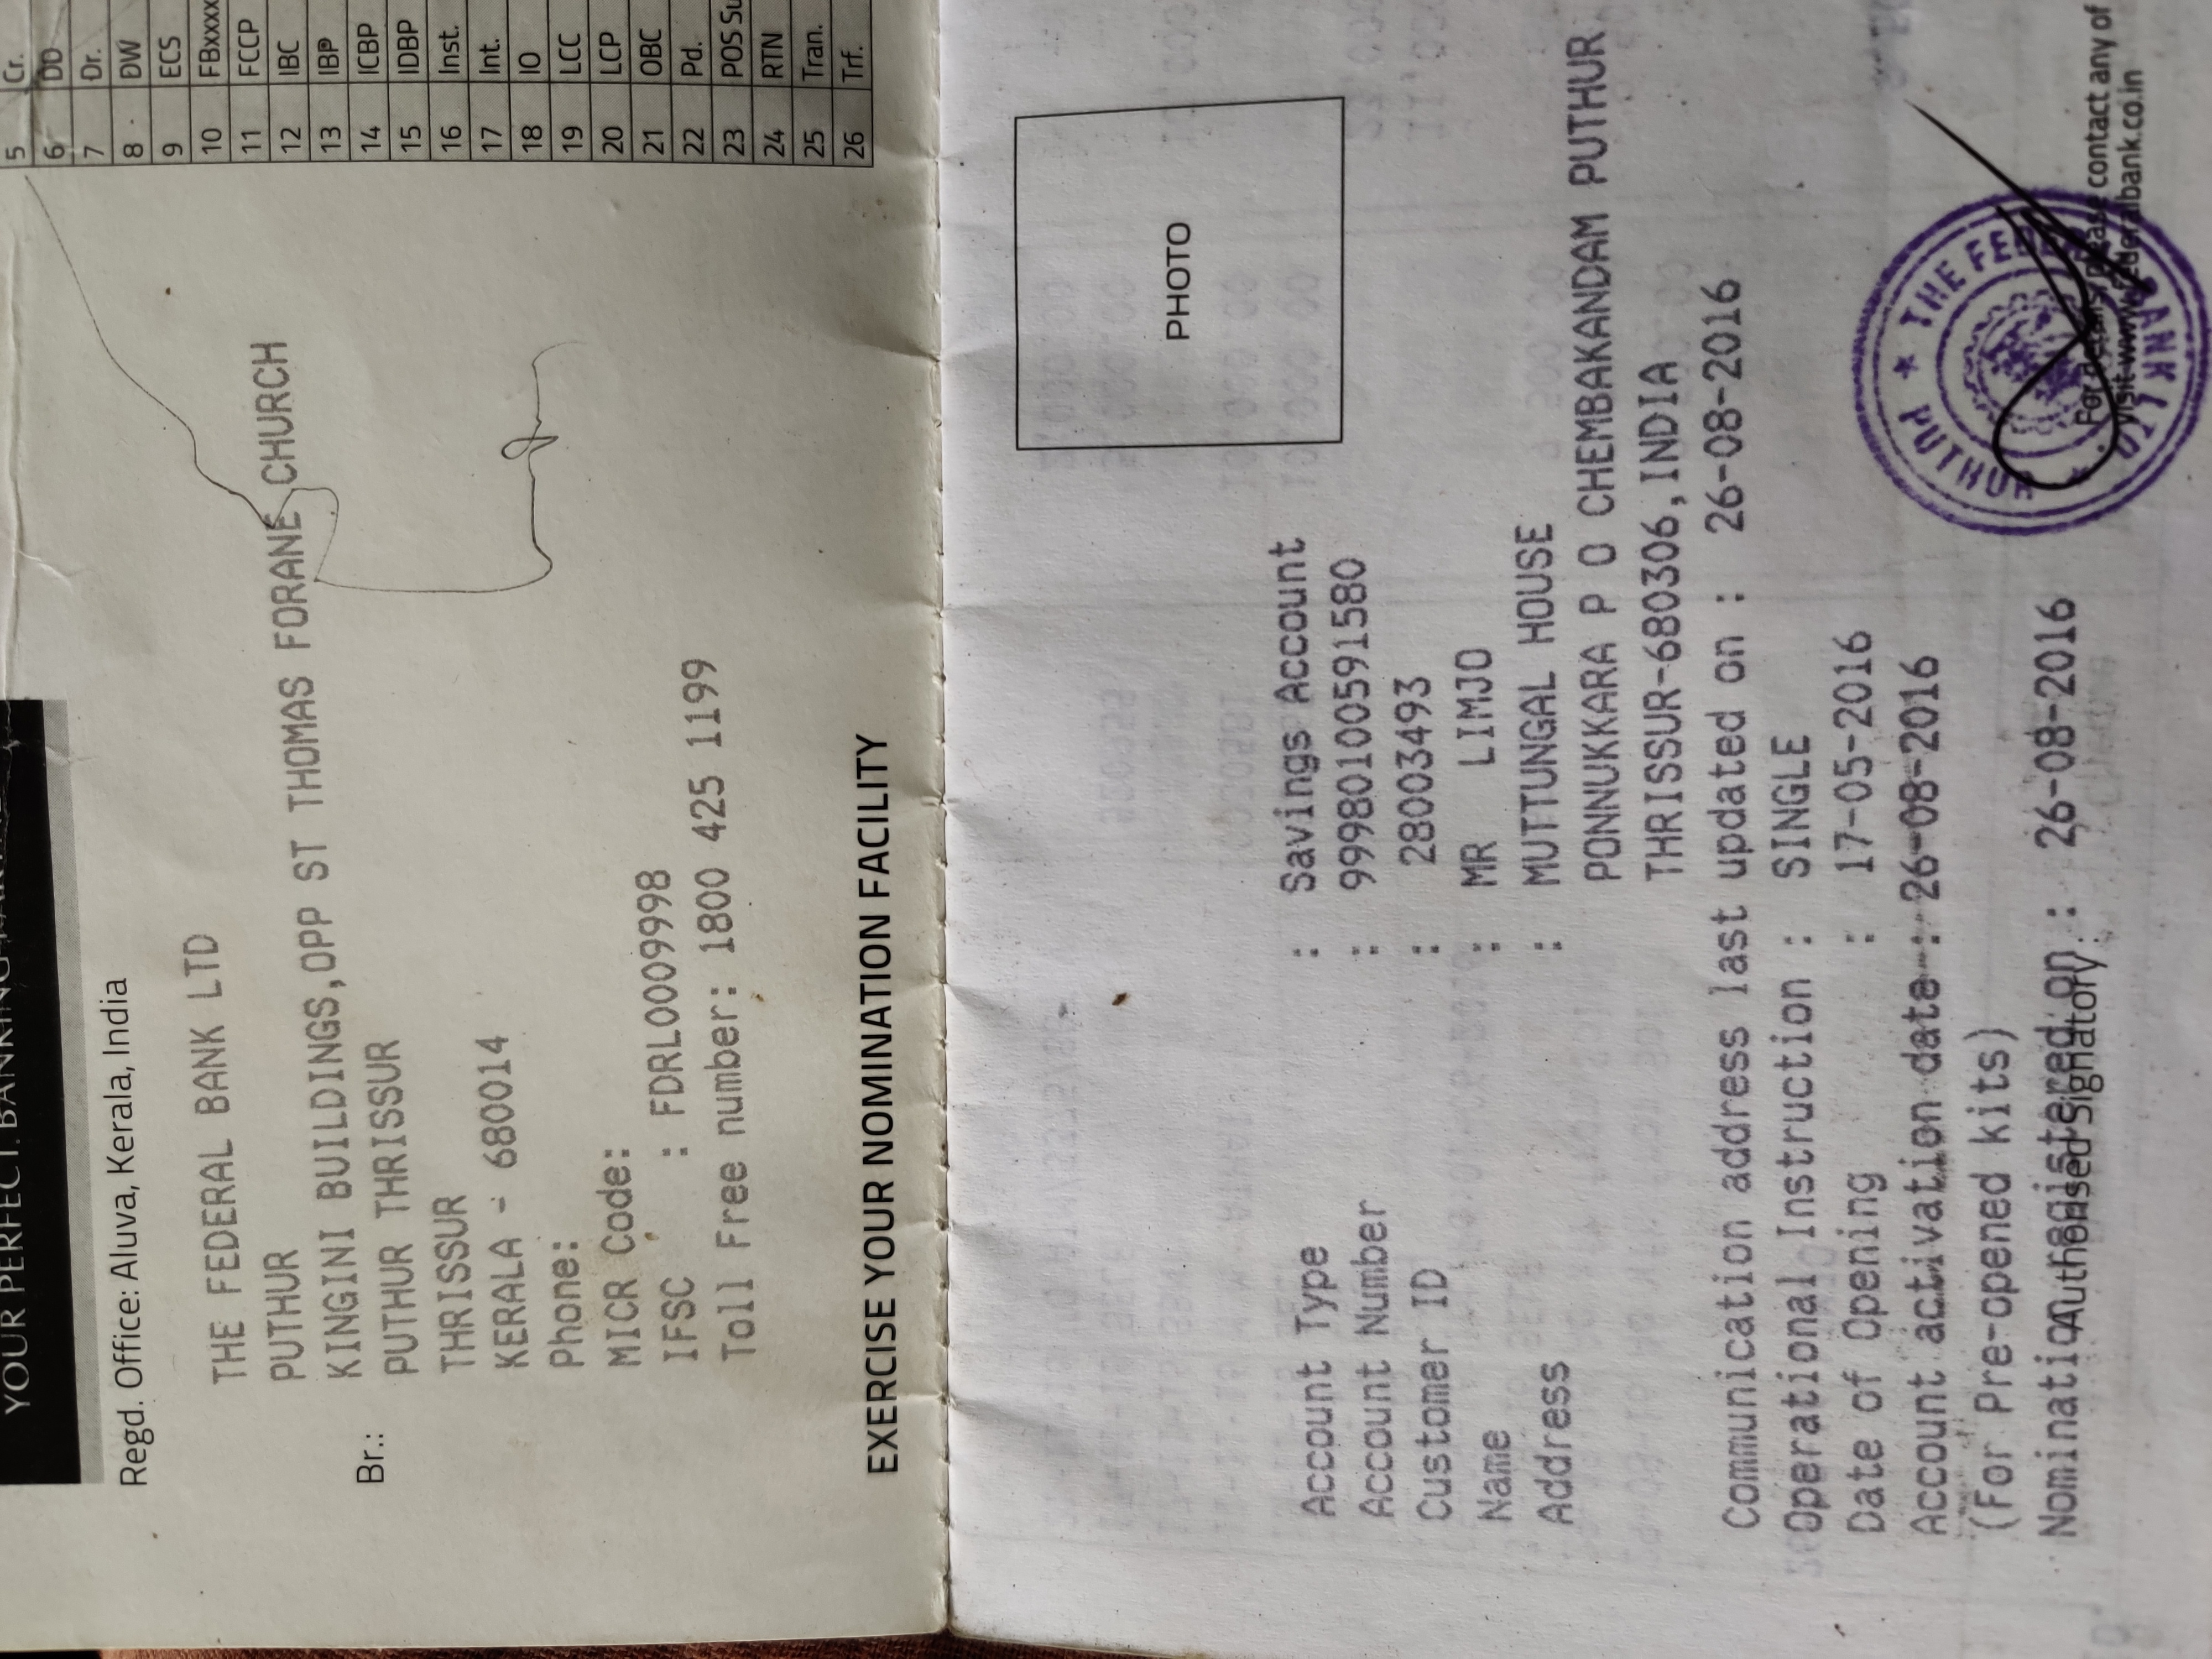 YOUR PERFECT BANKING
Regd. Office: Aluva, Kerala, India
THE FEDERAL BANK LTD
PUTHUR
KINGINI BUILDINGS,OPP ST THOMAS FORANE CHURCH
Br.:
PUTHUR THRISSUR
THRISSUR
KERALA - 680014
Phone:
MICR Code:
IFSC : FDRL0009998
Toll Free number: 1800 425 1199
EXERCISE YOUR NOMINATION FACILITY
5 Cr.
6 DD
7 Dr.
8 DW
9 ECS
10 FBxxxx
11 FCCP
12 IBC
13 IBP
14 ICBP
15 IDBP
16 Inst.
17 Int.
18 IO
19 LCC
20 LCP
21 OBC
22 Pd.
23 POS Su
24 RTN
25 Tran.
26 Trf.
PHOTO
Account Type : Savings Account
Account Number : 99980100591580
Customer ID : 28003493
Name : MR LIMJO
Address : MUTTUNGAL HOUSE
PONNUKKARA P O CHEMBAKANDAM PUTHUR
THRISSUR-680306,INDIA
Communication address last updated on : 26-08-2016
Operational Instruction : SINGLE
Date of Opening : 17-05-2016
Account activation date : 26-08-2016
(For Pre-opened kits)
Nomination registered on : 26-08-2016
Authorised Signatory :
PUTHUR ★ THE FEDERAL BANK LTD.
For details, please contact any of
visit www.federalbank.co.in